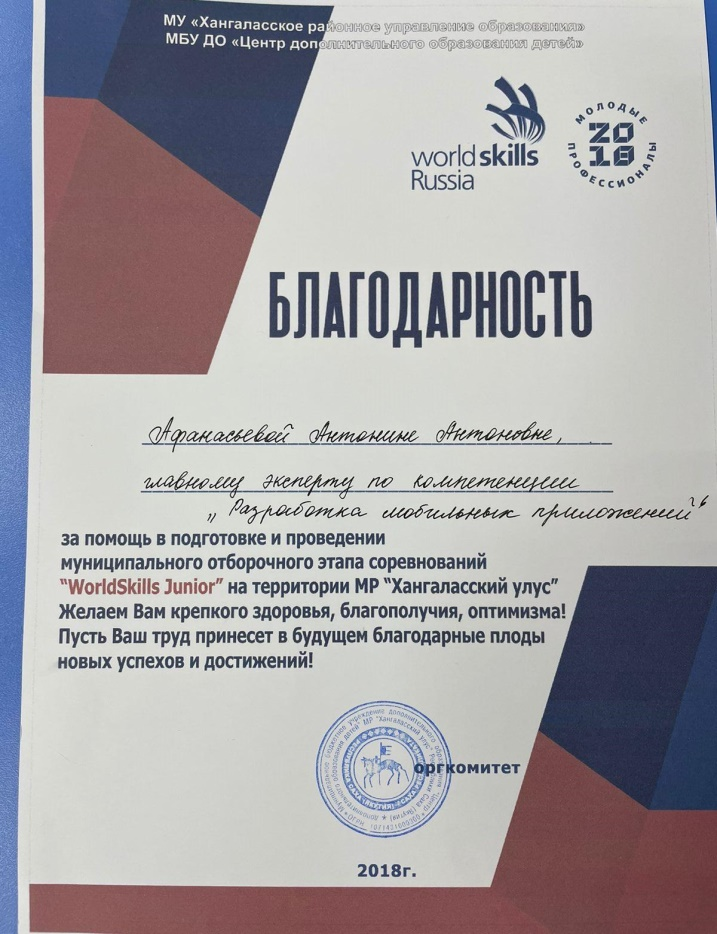 МУ «Хангаласское районное управление образования»
МБУ ДО «Центр дополнительного образования детей»
world skills
Russia
МОЛОДЫЕ
2018
ПРОФЕССИОНАЛЫ
БЛАГОДАРНОСТЬ
Афанасьевой Антонине Антоновне,
главному эксперту по компетенции
„Разработка мобильных приложений"
за помощь в подготовке и проведении
муниципального отборочного этапа соревнований
“WorldSkills Junior” на территории МР “Хангаласский улус”
Желаем Вам крепкого здоровья, благополучия, оптимизма!
Пусть Ваш труд принесет в будущем благодарные плоды
новых успехов и достижений!
оргкомитет
2018г.